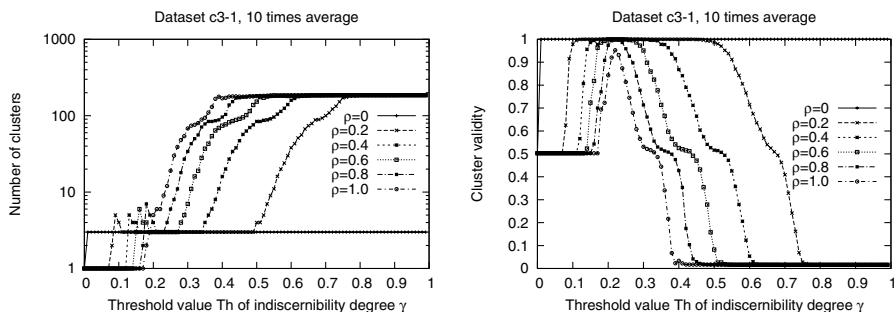 Dataset c3-1, 10 times average
1000
100
10
1
0 0.1 0.2 0.3 0.4 0.5 0.6 0.7 0.8 0.9 1
Number of clusters
Threshold value Th of indiscernibility degree γ
ρ=0
ρ=0.2
ρ=0.4
ρ=0.6
ρ=0.8
ρ=1.0
Dataset c3-1, 10 times average
1
0.9
0.8
0.7
0.6
0.5
0.4
0.3
0.2
0.1
0
0 0.1 0.2 0.3 0.4 0.5 0.6 0.7 0.8 0.9 1
Cluster validity
Threshold value Th of indiscernibility degree γ
ρ=0
ρ=0.2
ρ=0.4
ρ=0.6
ρ=0.8
ρ=1.0